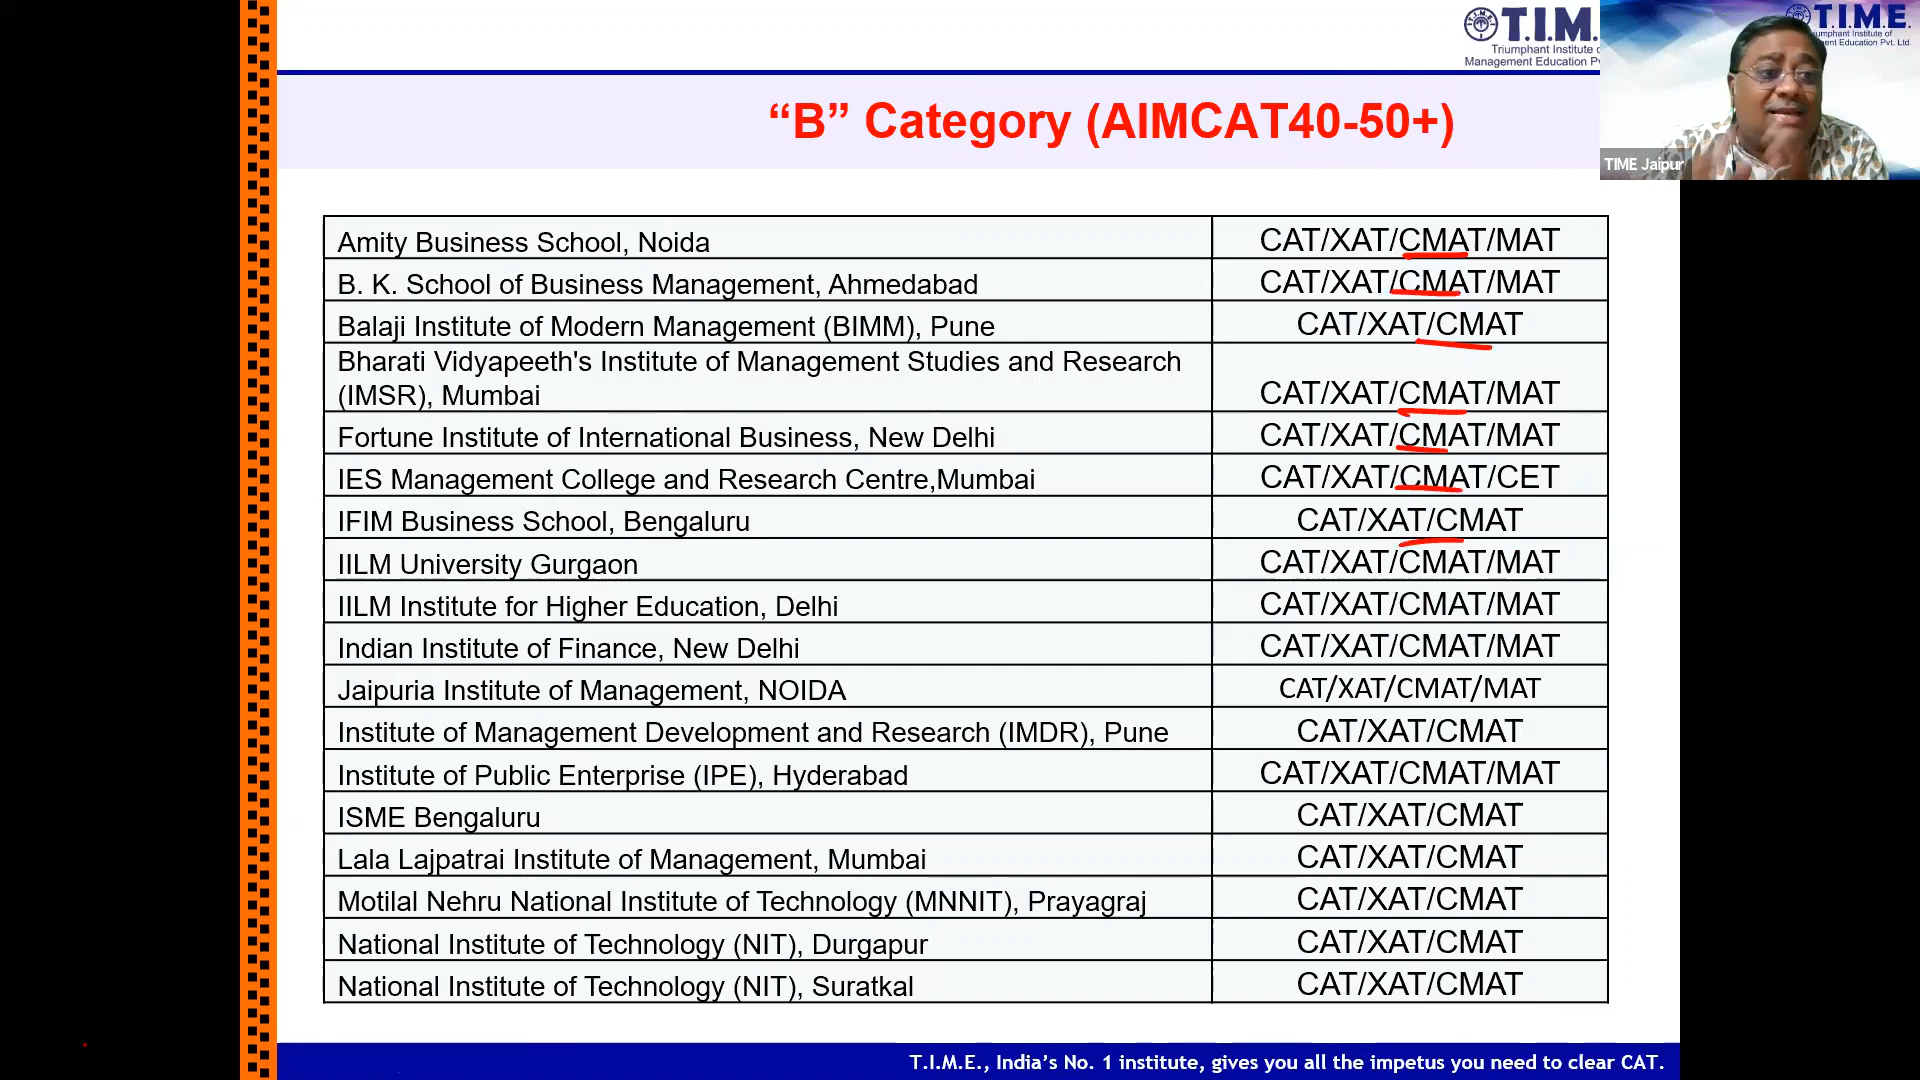 T.I.M.
Triumphant Institute
Management Education
T.I.M.E.
Triumphant Institute of
Management Education Pvt. Ltd.
TIME Jaipur
“B” Category (AIMCAT40-50+)
Amity Business School, Noida CAT/XAT/CMAT/MAT
B. K. School of Business Management, Ahmedabad CAT/XAT/CMAT/MAT
Balaji Institute of Modern Management (BIMM), Pune CAT/XAT/CMAT
Bharati Vidyapeeth's Institute of Management Studies and Research
(IMSR), Mumbai CAT/XAT/CMAT/MAT
Fortune Institute of International Business, New Delhi CAT/XAT/CMAT/MAT
IES Management College and Research Centre,Mumbai CAT/XAT/CMAT/CET
IFIM Business School, Bengaluru CAT/XAT/CMAT
IILM University Gurgaon CAT/XAT/CMAT/MAT
IILM Institute for Higher Education, Delhi CAT/XAT/CMAT/MAT
Indian Institute of Finance, New Delhi CAT/XAT/CMAT/MAT
Jaipuria Institute of Management, NOIDA CAT/XAT/CMAT/MAT
Institute of Management Development and Research (IMDR), Pune CAT/XAT/CMAT
Institute of Public Enterprise (IPE), Hyderabad CAT/XAT/CMAT/MAT
ISME Bengaluru CAT/XAT/CMAT
Lala Lajpatrai Institute of Management, Mumbai CAT/XAT/CMAT
Motilal Nehru National Institute of Technology (MNNIT), Prayagraj CAT/XAT/CMAT
National Institute of Technology (NIT), Durgapur CAT/XAT/CMAT
National Institute of Technology (NIT), Suratkal CAT/XAT/CMAT
T.I.M.E., India’s No. 1 institute, gives you all the impetus you need to clear CAT.